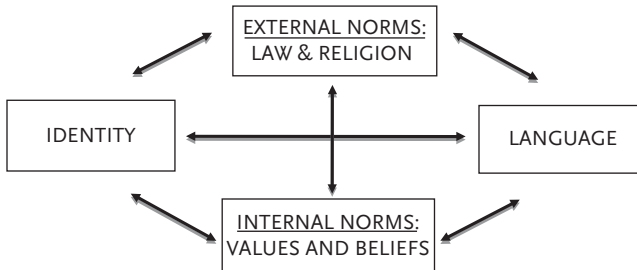 EXTERNAL NORMS:
LAW & RELIGION
IDENTITY
LANGUAGE
INTERNAL NORMS:
VALUES AND BELIEFS